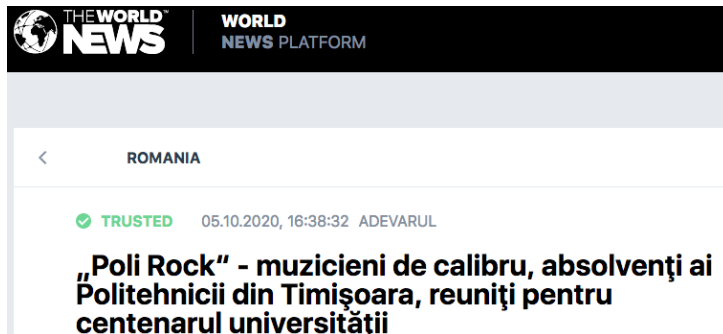 THE WORLD™
NEWS
WORLD
NEWS PLATFORM
ROMANIA
TRUSTED 05.10.2020, 16:38:32 ADEVARUL
„Poli Rock“ - muzicieni de calibru, absolvenţi ai
Politehnicii din Timişoara, reuniţi pentru
centenarul universităţii